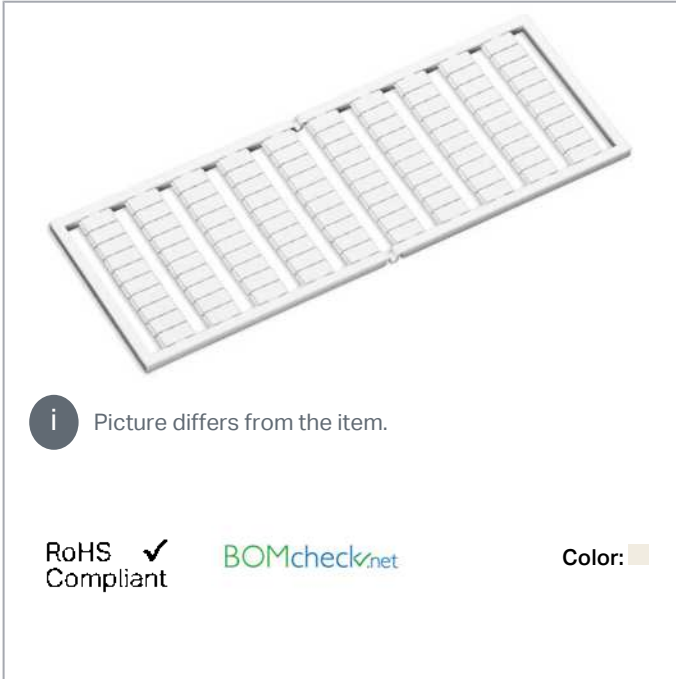 i Picture differs from the item.
RoHS ✓
Compliant
BOMcheck✓.net
Color: